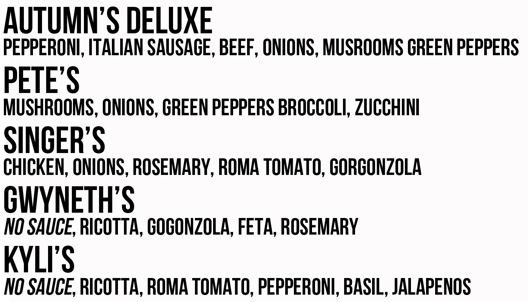 AUTUMN'S DELUXE
PEPPERONI, ITALIAN SAUSAGE, BEEF, ONIONS, MUSROOMS GREEN PEPPERS
PETE'S
MUSHROOMS, ONIONS, GREEN PEPPERS BROCCOLI, ZUCCHINI
SINGER'S
CHICKEN, ONIONS, ROSEMARY, ROMA TOMATO, GORGONZOLA
GWYNETH'S
NO SAUCE, RICOTTA, GOGONZOLA, FETA, ROSEMARY
KYLI'S
NO SAUCE, RICOTTA, ROMA TOMATO, PEPPERONI, BASIL, JALAPENOS